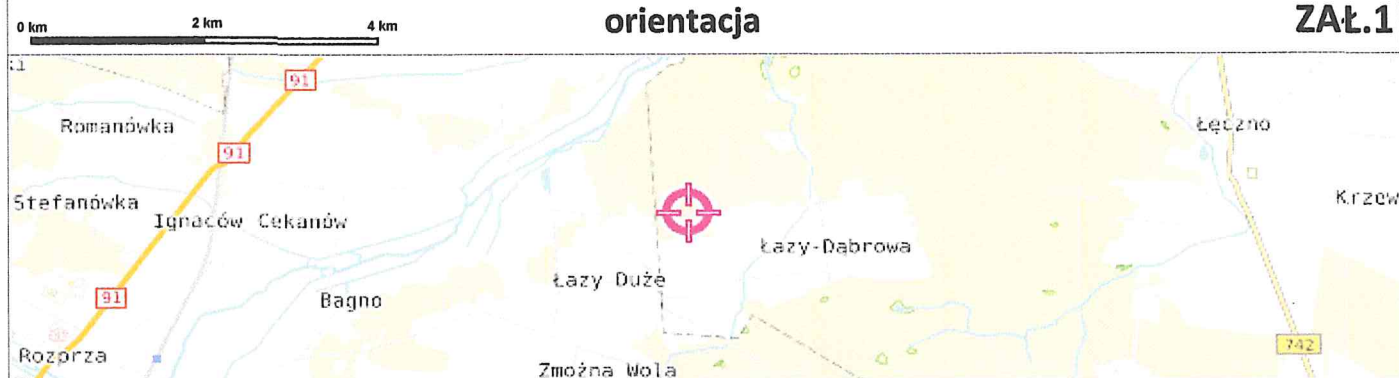 0 km 2 km 4 km
orientacja
ZAŁ.1
91
Romanówka
Łęczno
91
Stefanówka
Krzew
Ignaców Cekanów
Łazy-Dąbrowa
Łazy Duże
91
Bagno
742
Rozprza
Zmożna Wola